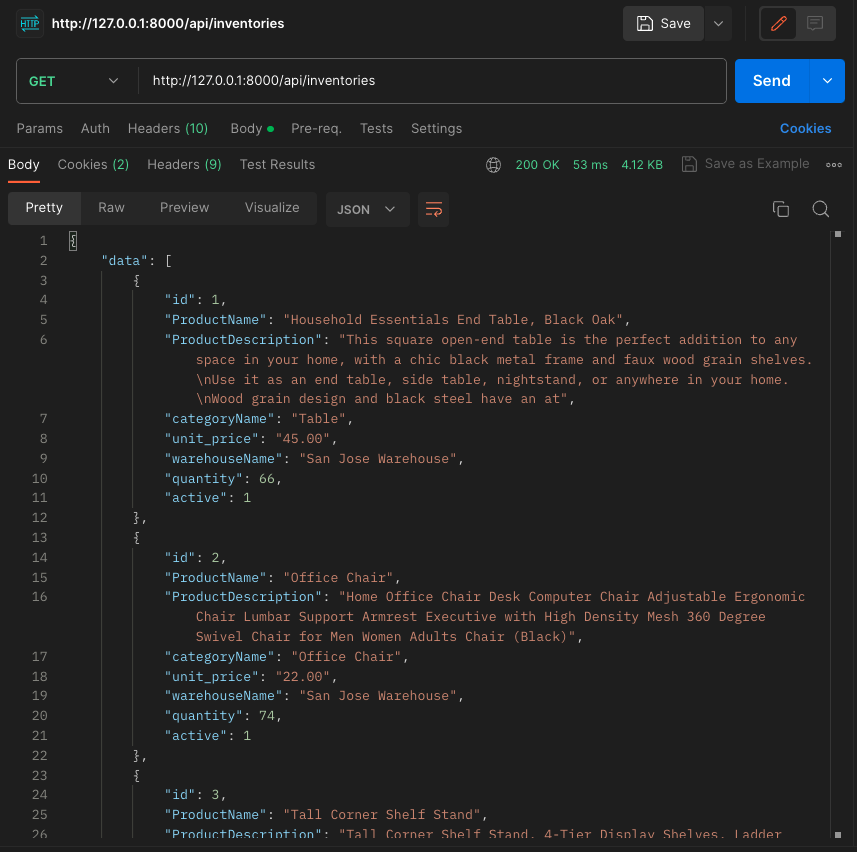 HTTP http://127.0.0.1:8000/api/inventories Save
GET http://127.0.0.1:8000/api/inventories Send
Params Auth Headers (10) Body Pre-req. Tests Settings Cookies
Body Cookies (2) Headers (9) Test Results 200 OK 53 ms 4.12 KB Save as Example
Pretty Raw Preview Visualize JSON
1 {
2 "data": [
3 {
4 "id": 1,
5 "ProductName": "Household Essentials End Table, Black Oak",
6 "ProductDescription": "This square open-end table is the perfect addition to any
space in your home, with a chic black metal frame and faux wood grain shelves.
\nUse it as an end table, side table, nightstand, or anywhere in your home.
\nWood grain design and black steel have an at",
7 "categoryName": "Table",
8 "unit_price": "45.00",
9 "warehouseName": "San Jose Warehouse",
10 "quantity": 66,
11 "active": 1
12 },
13 {
14 "id": 2,
15 "ProductName": "Office Chair",
16 "ProductDescription": "Home Office Chair Desk Computer Chair Adjustable Ergonomic
Chair Lumbar Support Armrest Executive with High Density Mesh 360 Degree
Swivel Chair for Men Women Adults Chair (Black)",
17 "categoryName": "Office Chair",
18 "unit_price": "22.00",
19 "warehouseName": "San Jose Warehouse",
20 "quantity": 74,
21 "active": 1
22 },
23 {
24 "id": 3,
25 "ProductName": "Tall Corner Shelf Stand",
26 "ProductDescription": "Tall Corner Shelf Stand, 4-Tier Display Shelves, Ladder